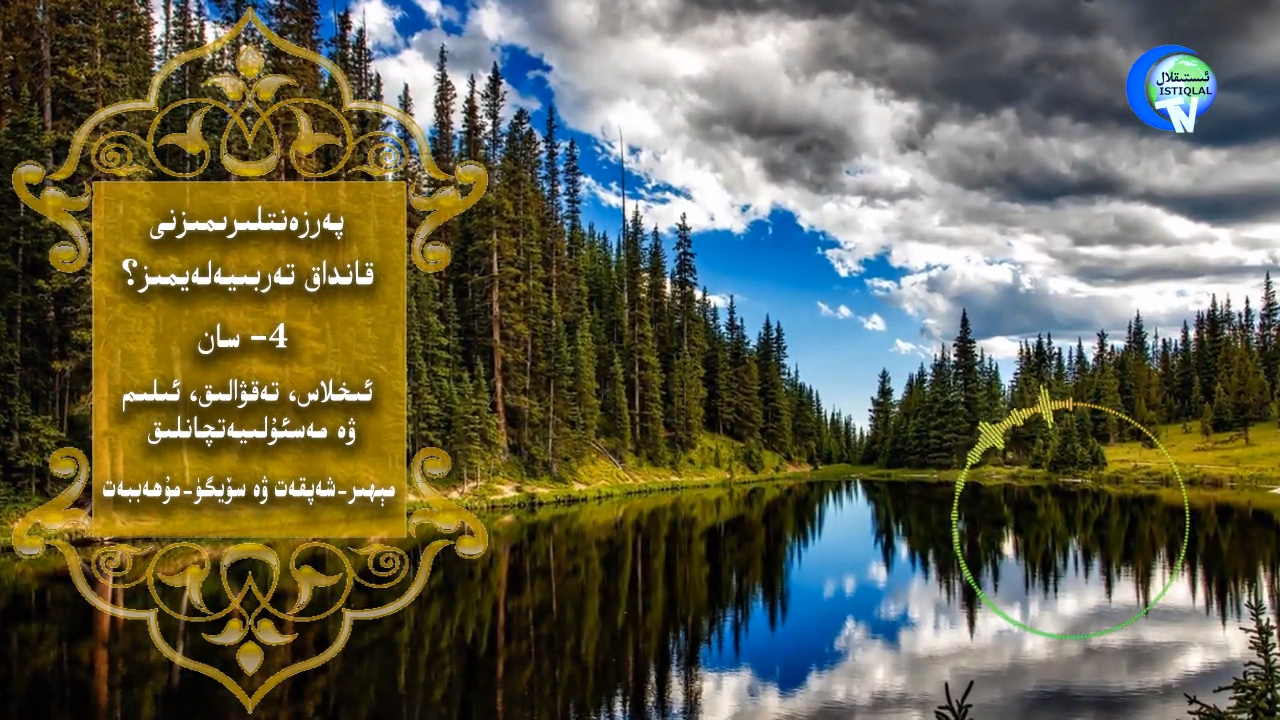 پەرزەنتلىرىمىزنى
قانداق تەربىيەلەيمىز؟
4- سان
ئىخلاس، تەقۋالىق، ئىلىم
ۋە مەسئۇلىيەتچانلىق
مېھىر-شەپقەت ۋە سۆيگۈ-مۇھەببەت
ئىستىقلال
ISTIQLAL
TV